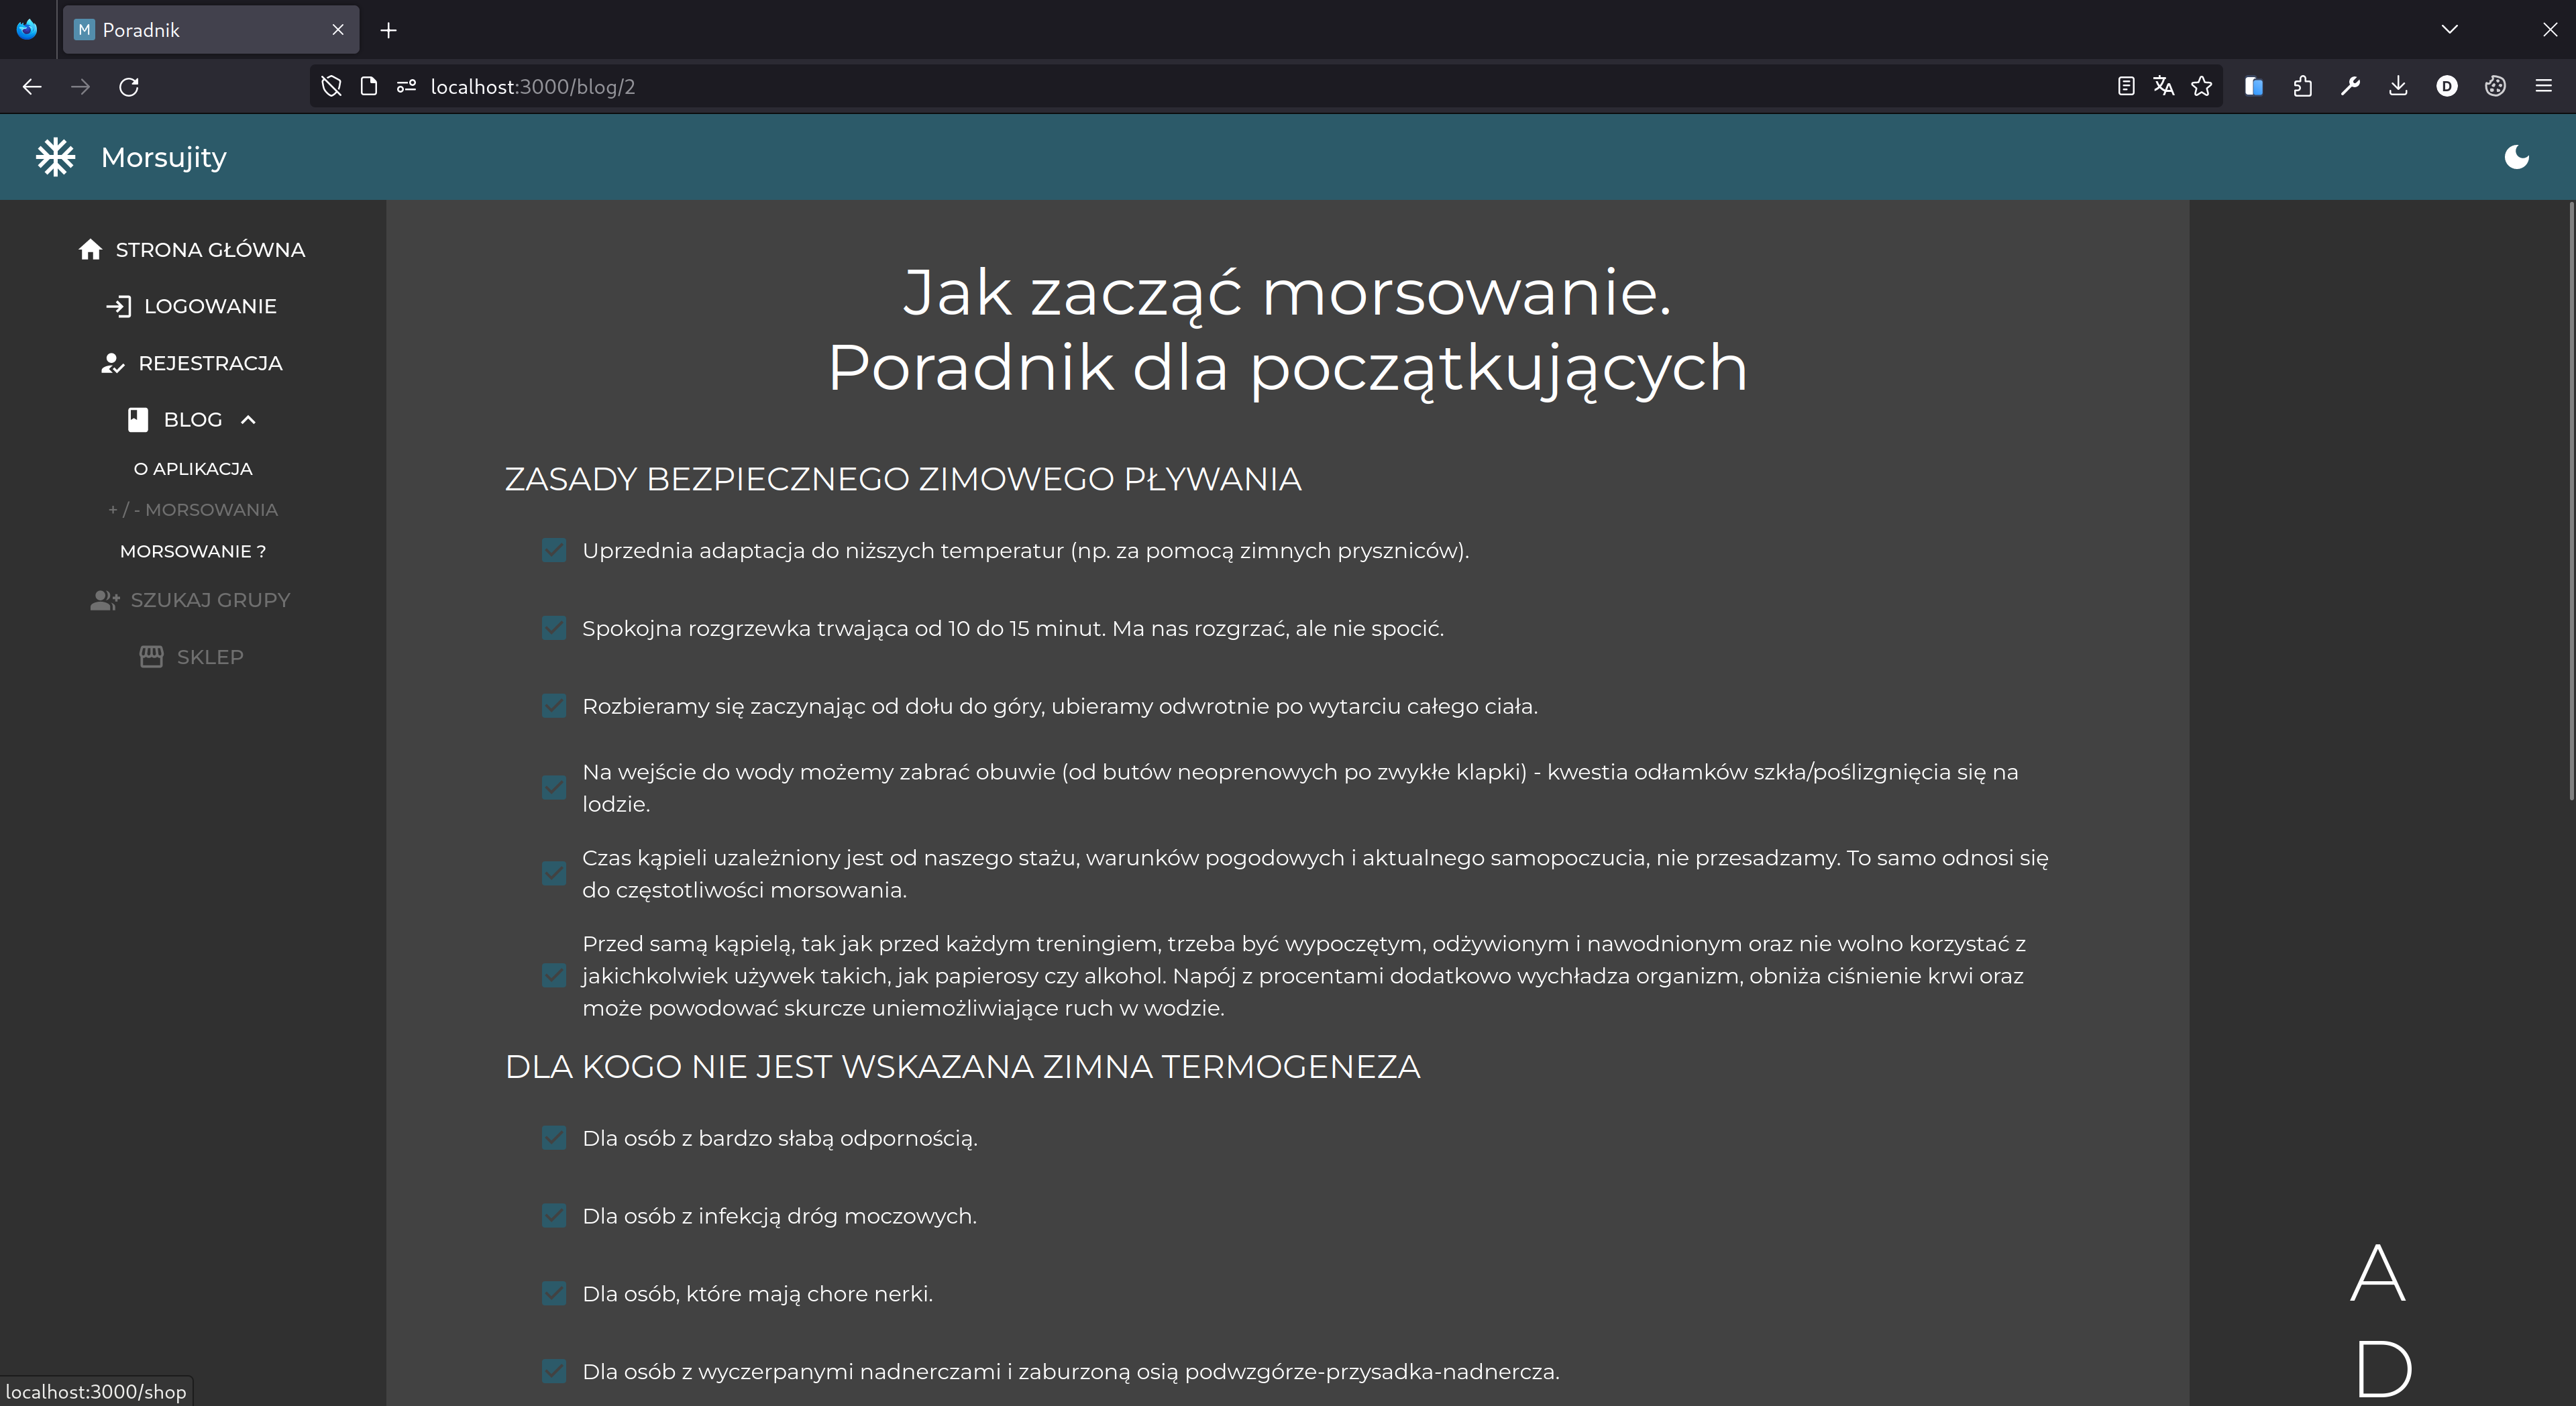 M Poradnik
localhost:3000/blog/2
D
Morsujity
STRONA GŁÓWNA
LOGOWANIE
REJESTRACJA
BLOG
O APLIKACJA
+ / - MORSOWANIA
MORSOWANIE ?
SZUKAJ GRUPY
SKLEP
Jak zacząć morsowanie.
Poradnik dla początkujących
ZASADY BEZPIECZNEGO ZIMOWEGO PŁYWANIA
Uprzednia adaptacja do niższych temperatur (np. za pomocą zimnych pryszniców).
Spokojna rozgrzewka trwająca od 10 do 15 minut. Ma nas rozgrzać, ale nie spocić.
Rozbieramy się zaczynając od dołu do góry, ubieramy odwrotnie po wytarciu całego ciała.
Na wejście do wody możemy zabrać obuwie (od butów neoprenowych po zwykłe klapki) - kwestia odłamków szkła/poślizgnięcia się na
lodzie.
Czas kąpieli uzależniony jest od naszego stażu, warunków pogodowych i aktualnego samopoczucia, nie przesadzamy. To samo odnosi się
do częstotliwości morsowania.
Przed samą kąpielą, tak jak przed każdym treningiem, trzeba być wypoczętym, odżywionym i nawodnionym oraz nie wolno korzystać z
jakichkolwiek używek takich, jak papierosy czy alkohol. Napój z procentami dodatkowo wychładza organizm, obniża ciśnienie krwi oraz
może powodować skurcze uniemożliwiające ruch w wodzie.
DLA KOGO NIE JEST WSKAZANA ZIMNA TERMOGENEZA
Dla osób z bardzo słabą odpornością.
Dla osób z infekcją dróg moczowych.
Dla osób, które mają chore nerki.
Dla osób z wyczerpanymi nadnerczami i zaburzoną osią podwzgórze-przysadka-nadnercza.
A
D
localhost:3000/shop